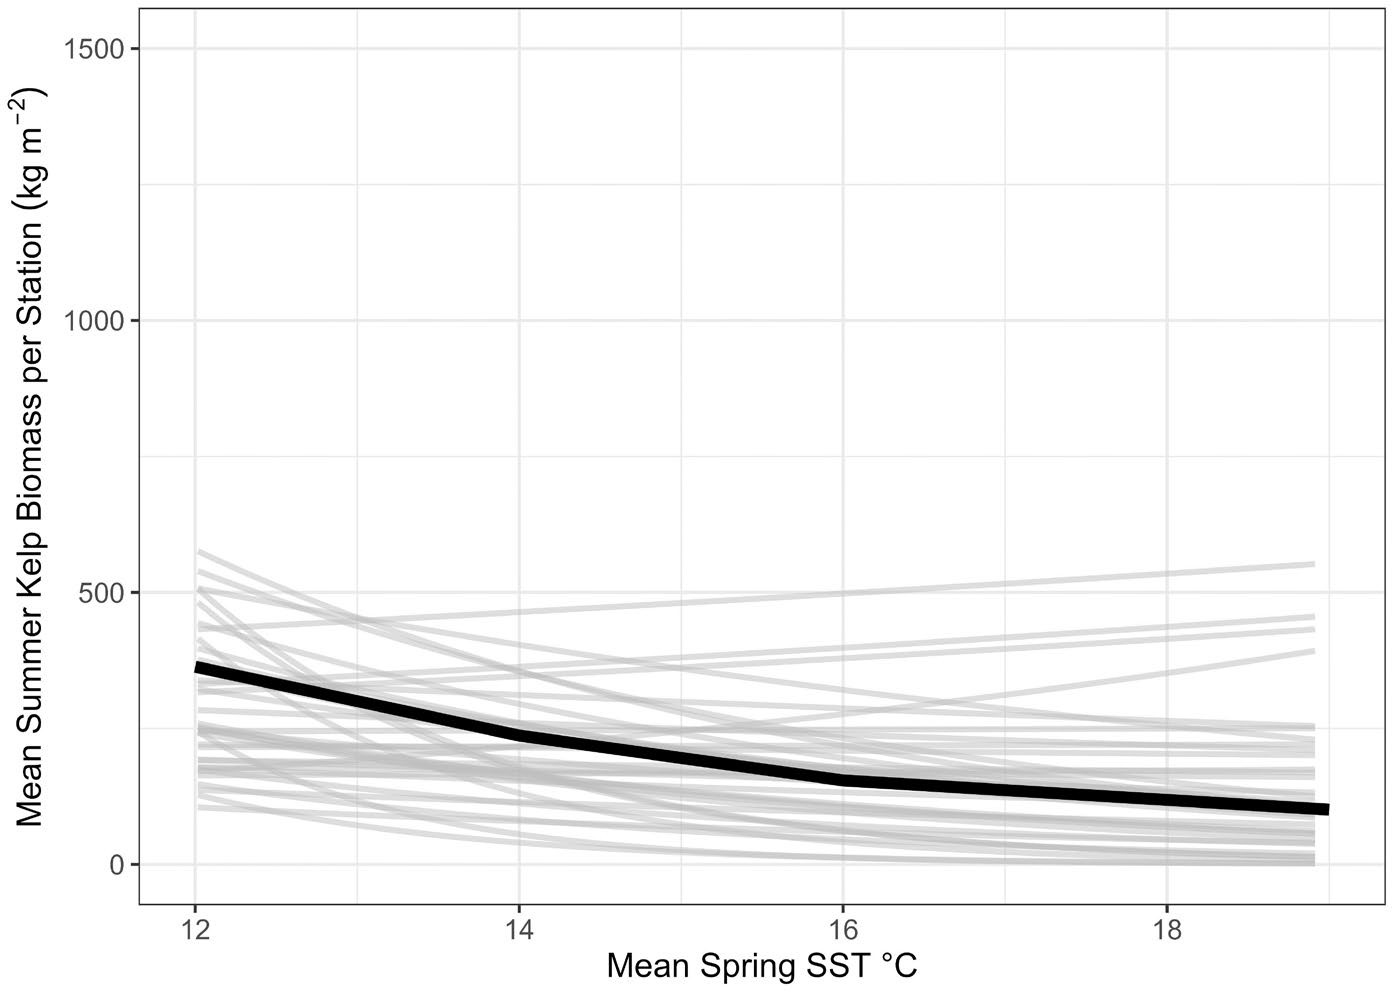 Mean Summer Kelp Biomass per Station (kg m⁻²)
1500
1000
500
0
12 14 16 18
Mean Spring SST °C